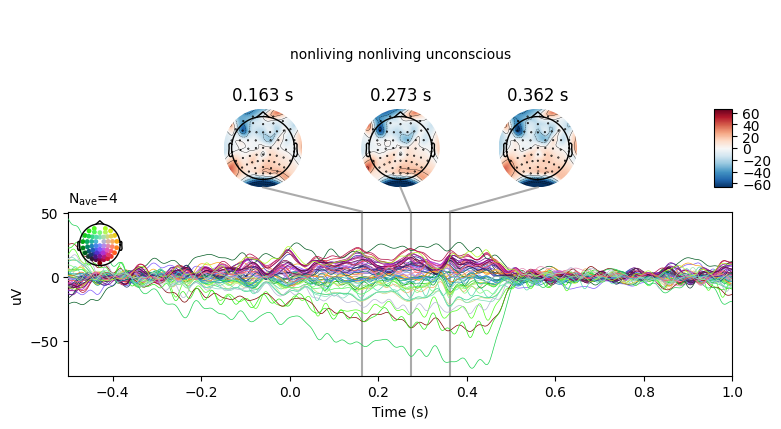 nonliving nonliving unconscious
0.163 s 0.273 s 0.362 s
60
40
20
0
−20
−40
−60
Nave=4
50
0
−50
uV
−0.4 −0.2 0.0 0.2 0.4 0.6 0.8 1.0
Time (s)